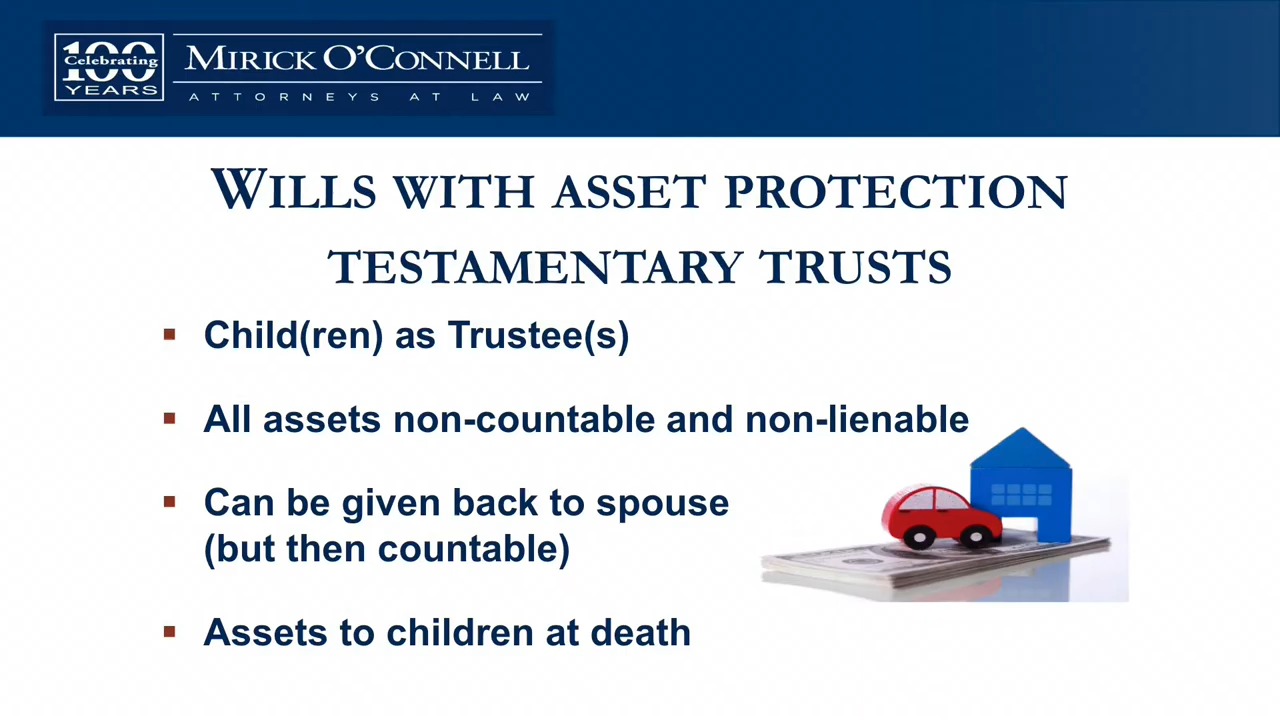 Celebrating
100
YEARS
MIRICK O'CONNELL
ATTORNEYS AT LAW
WILLS WITH ASSET PROTECTION
TESTAMENTARY TRUSTS
▪ Child(ren) as Trustee(s)
▪ All assets non-countable and non-lienable
▪ Can be given back to spouse
(but then countable)
▪ Assets to children at death